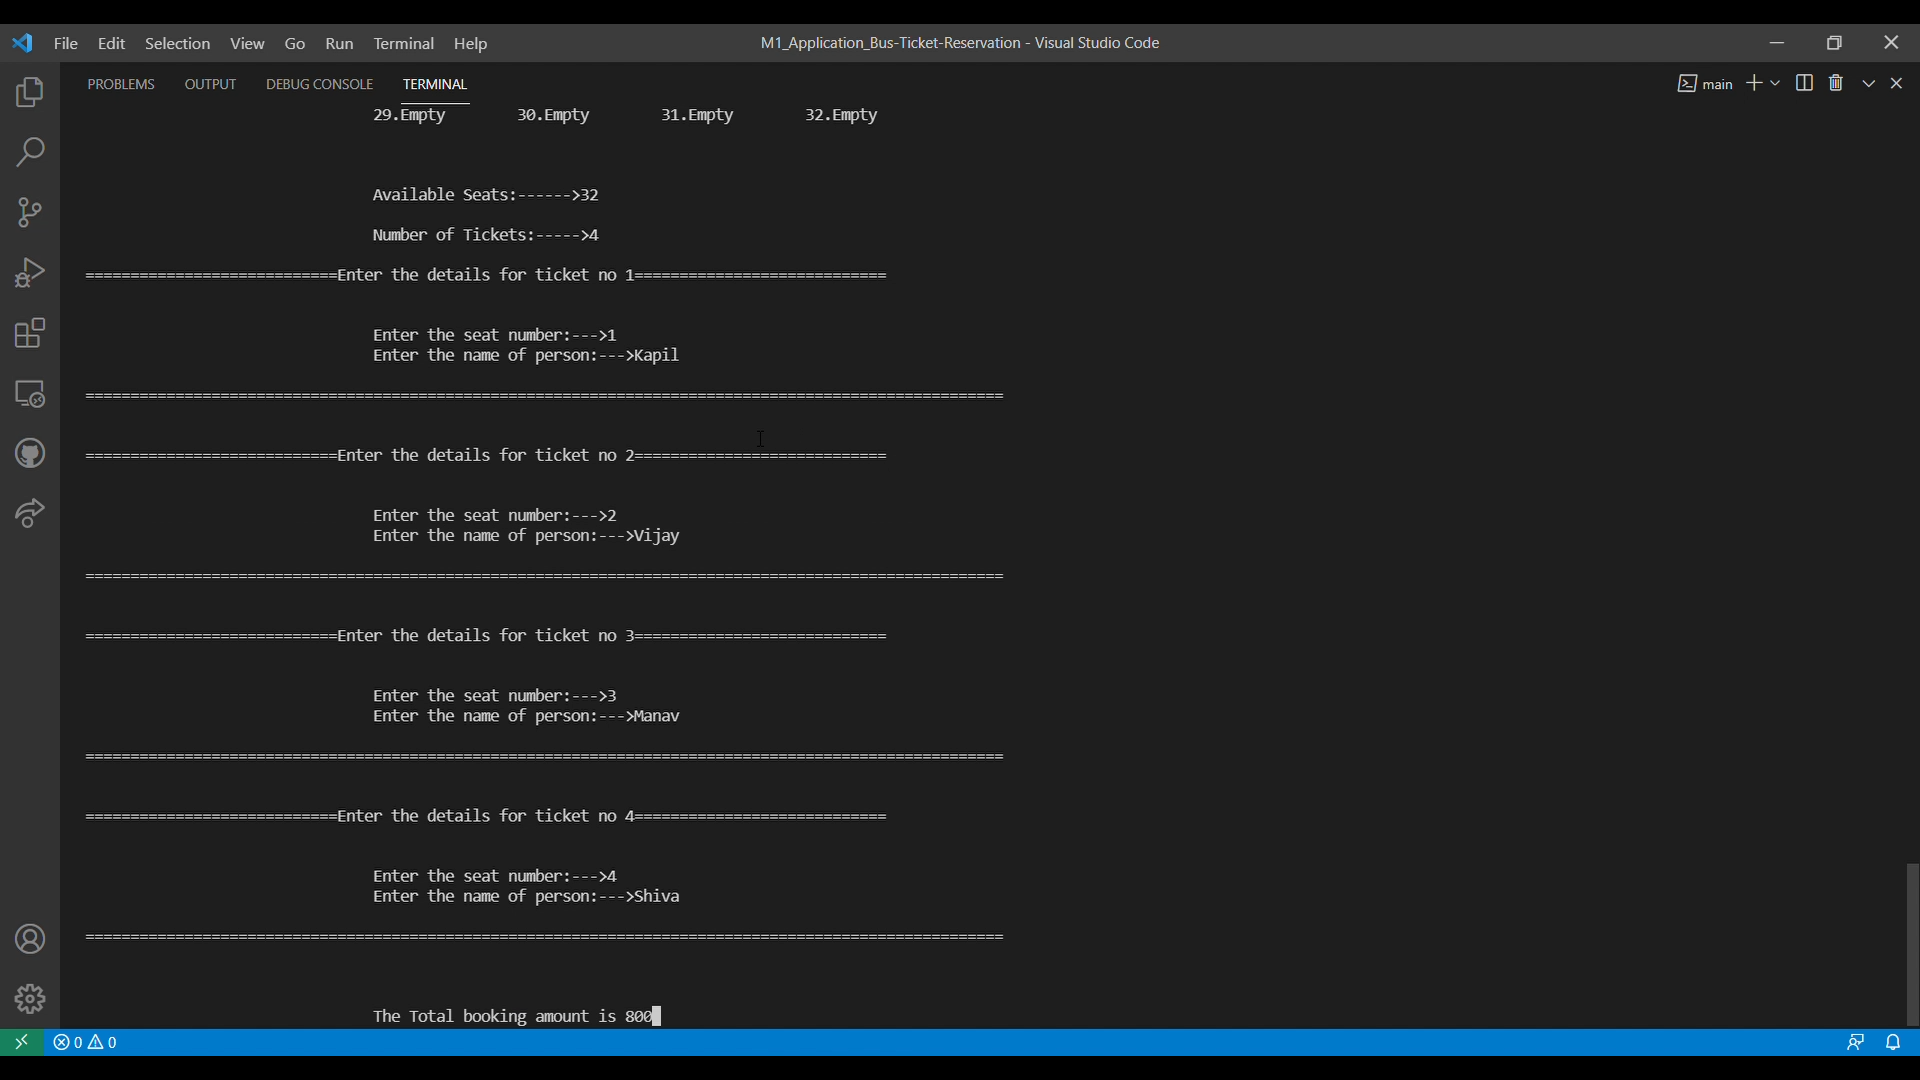 File Edit Selection View Go Run Terminal Help M1_Application_Bus-Ticket-Reservation - Visual Studio Code
PROBLEMS OUTPUT DEBUG CONSOLE TERMINAL main
29.Empty 30.Empty 31.Empty 32.Empty
Available Seats:------>32
Number of Tickets:----->4
============================Enter the details for ticket no 1============================
Enter the seat number:--->1
Enter the name of person:--->Kapil
======================================================================================================
============================Enter the details for ticket no 2============================
Enter the seat number:--->2
Enter the name of person:--->Vijay
======================================================================================================
============================Enter the details for ticket no 3============================
Enter the seat number:--->3
Enter the name of person:--->Manav
======================================================================================================
============================Enter the details for ticket no 4============================
Enter the seat number:--->4
Enter the name of person:--->Shiva
======================================================================================================
The Total booking amount is 800
0 0